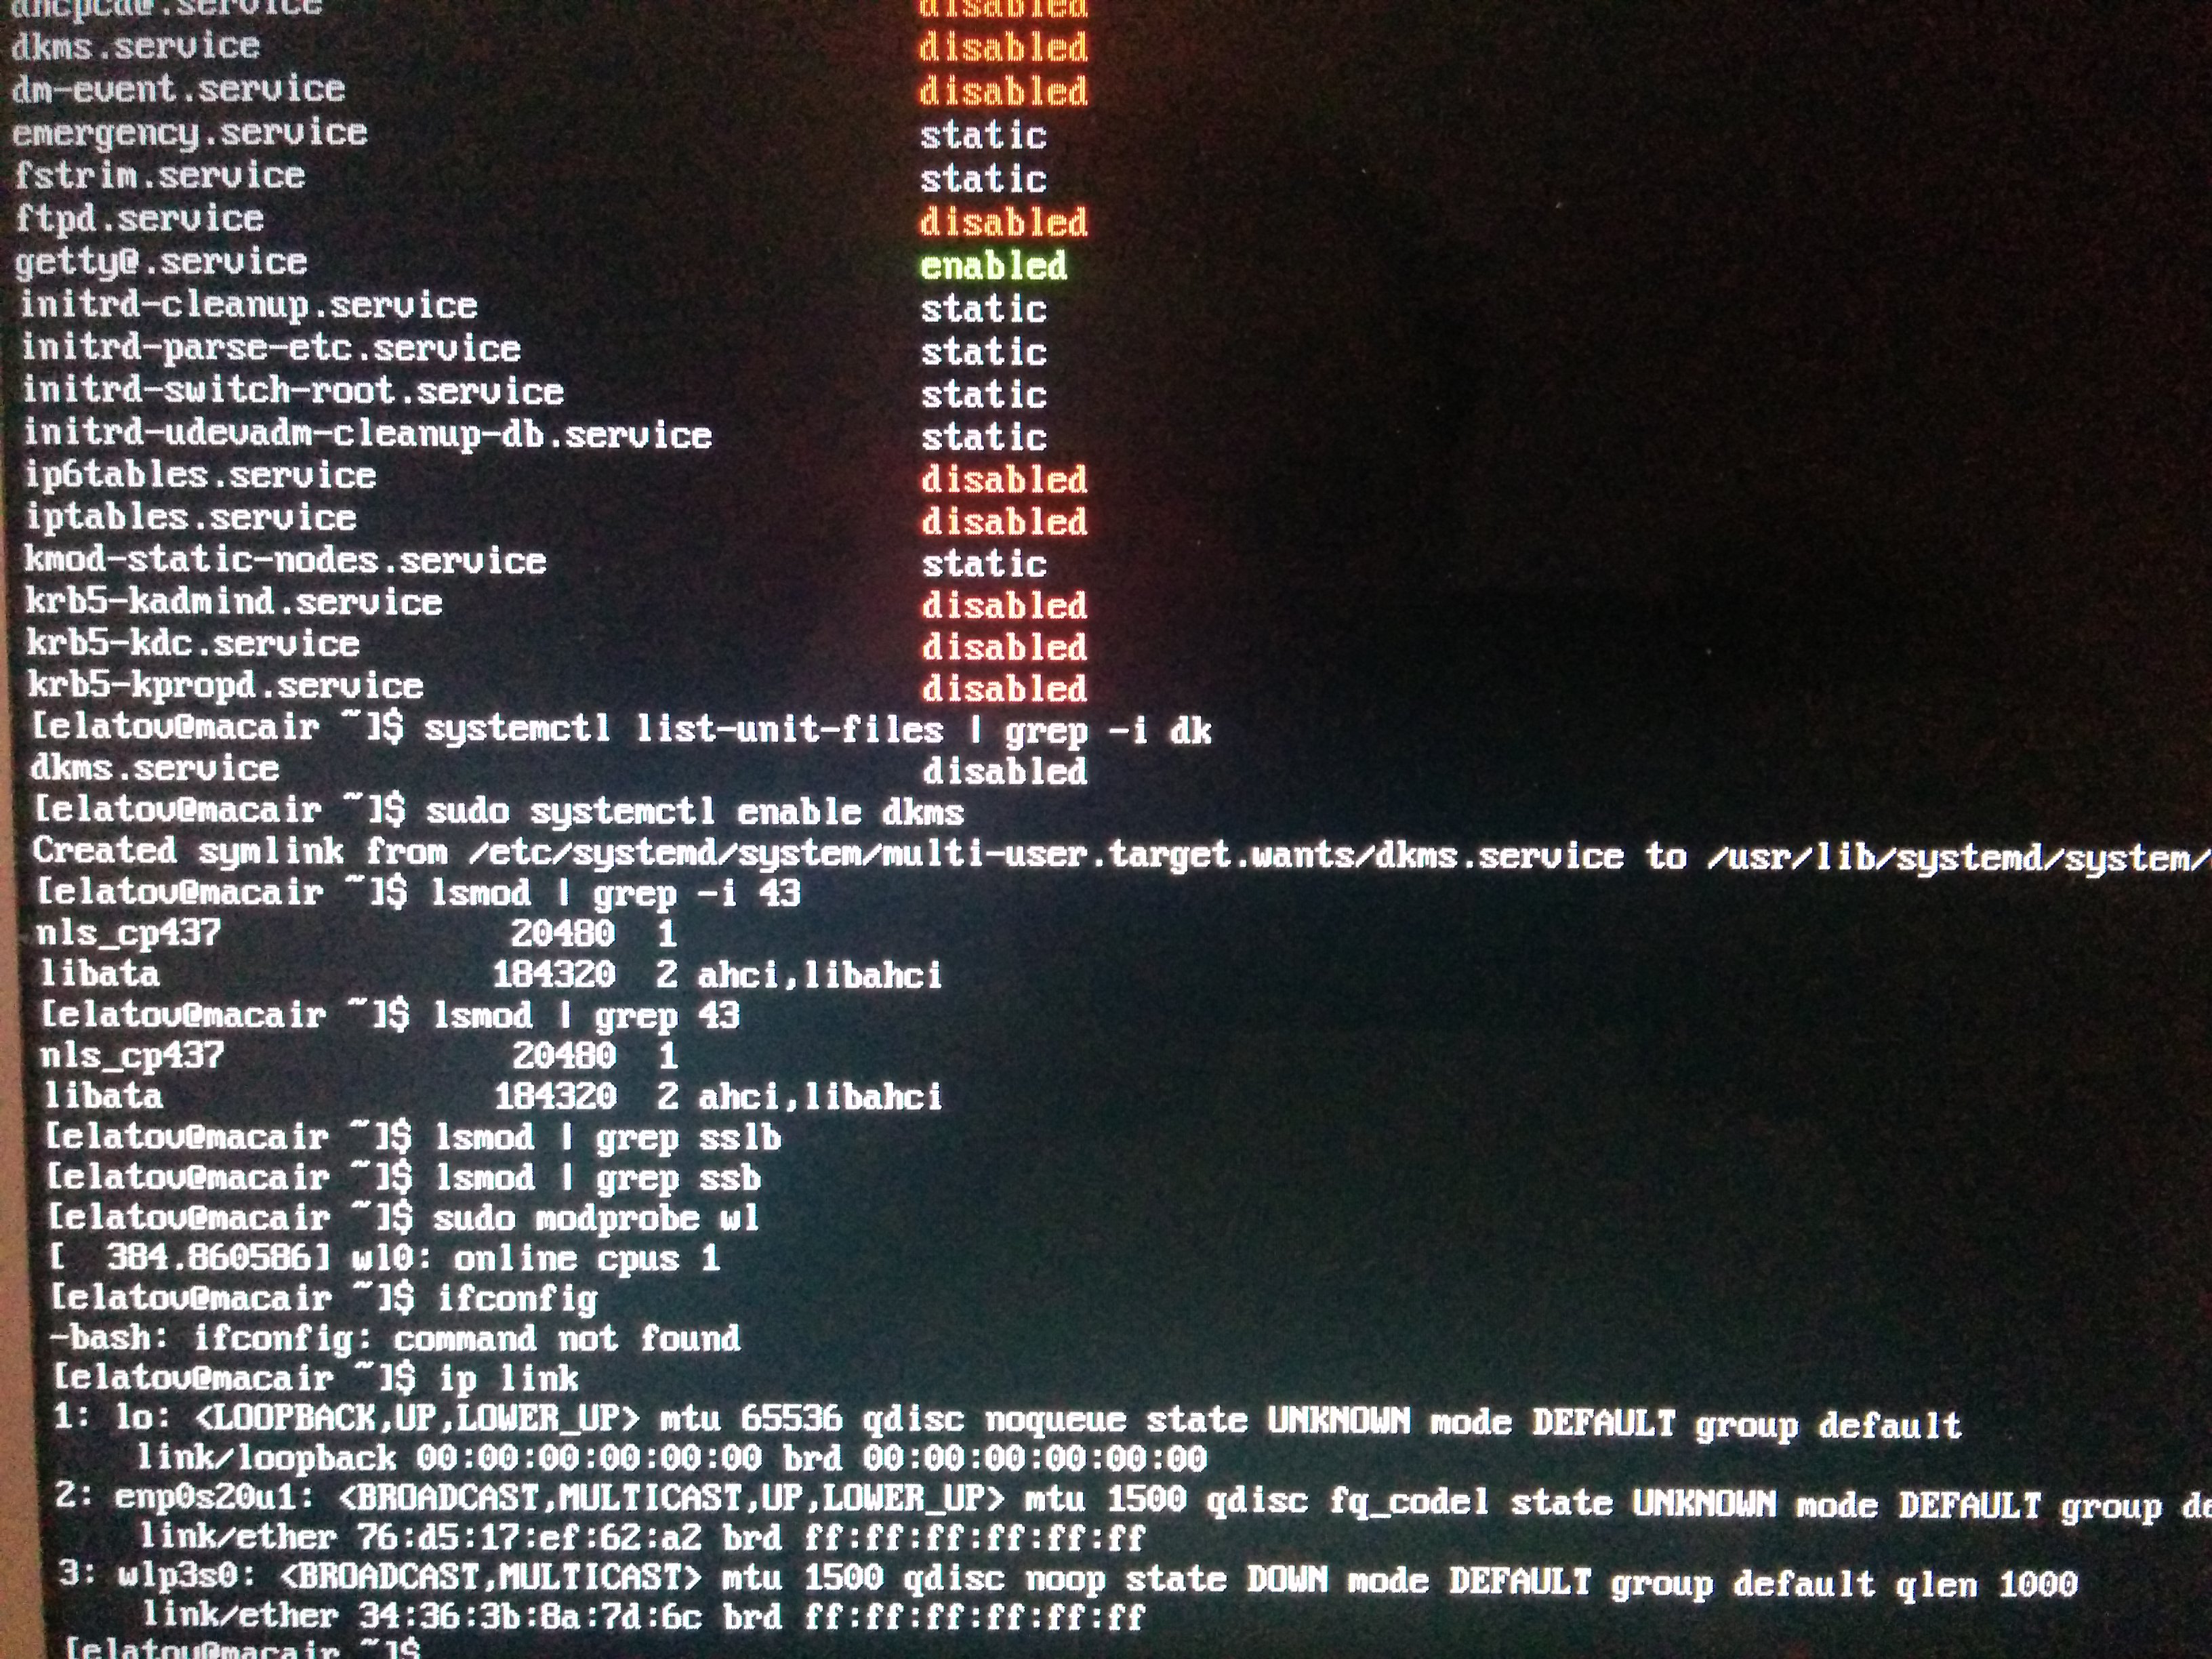 dhcpcd@.service disabled
dkms.service disabled
dm-event.service disabled
emergency.service static
fstrim.service static
ftpd.service disabled
getty@.service enabled
initrd-cleanup.service static
initrd-parse-etc.service static
initrd-switch-root.service static
initrd-udevadm-cleanup-db.service static
ip6tables.service disabled
iptables.service disabled
kmod-static-nodes.service static
krb5-kadmind.service disabled
krb5-kdc.service disabled
krb5-kpropd.service disabled
[elatov@macair ~]$ systemctl list-unit-files | grep -i dk
dkms.service disabled
[elatov@macair ~]$ sudo systemctl enable dkms
Created symlink from /etc/systemd/system/multi-user.target.wants/dkms.service to /usr/lib/systemd/system/
[elatov@macair ~]$ lsmod | grep -i 43
nls_cp437 20480 1
libata 184320 2 ahci,libahci
[elatov@macair ~]$ lsmod | grep 43
nls_cp437 20480 1
libata 184320 2 ahci,libahci
[elatov@macair ~]$ lsmod | grep sslb
[elatov@macair ~]$ lsmod | grep ssb
[elatov@macair ~]$ sudo modprobe wl
[  384.860586] wl0: online cpus 1
[elatov@macair ~]$ ifconfig
-bash: ifconfig: command not found
[elatov@macair ~]$ ip link
1: lo: <LOOPBACK,UP,LOWER_UP> mtu 65536 qdisc noqueue state UNKNOWN mode DEFAULT group default
link/loopback 00:00:00:00:00:00 brd 00:00:00:00:00:00
2: enp0s20u1: <BROADCAST,MULTICAST,UP,LOWER_UP> mtu 1500 qdisc fq_codel state UNKNOWN mode DEFAULT group de
link/ether 76:d5:17:ef:62:a2 brd ff:ff:ff:ff:ff:ff
3: wlp3s0: <BROADCAST,MULTICAST> mtu 1500 qdisc noop state DOWN mode DEFAULT group default qlen 1000
link/ether 34:36:3b:8a:7d:6c brd ff:ff:ff:ff:ff:ff
[elatov@macair ~]$